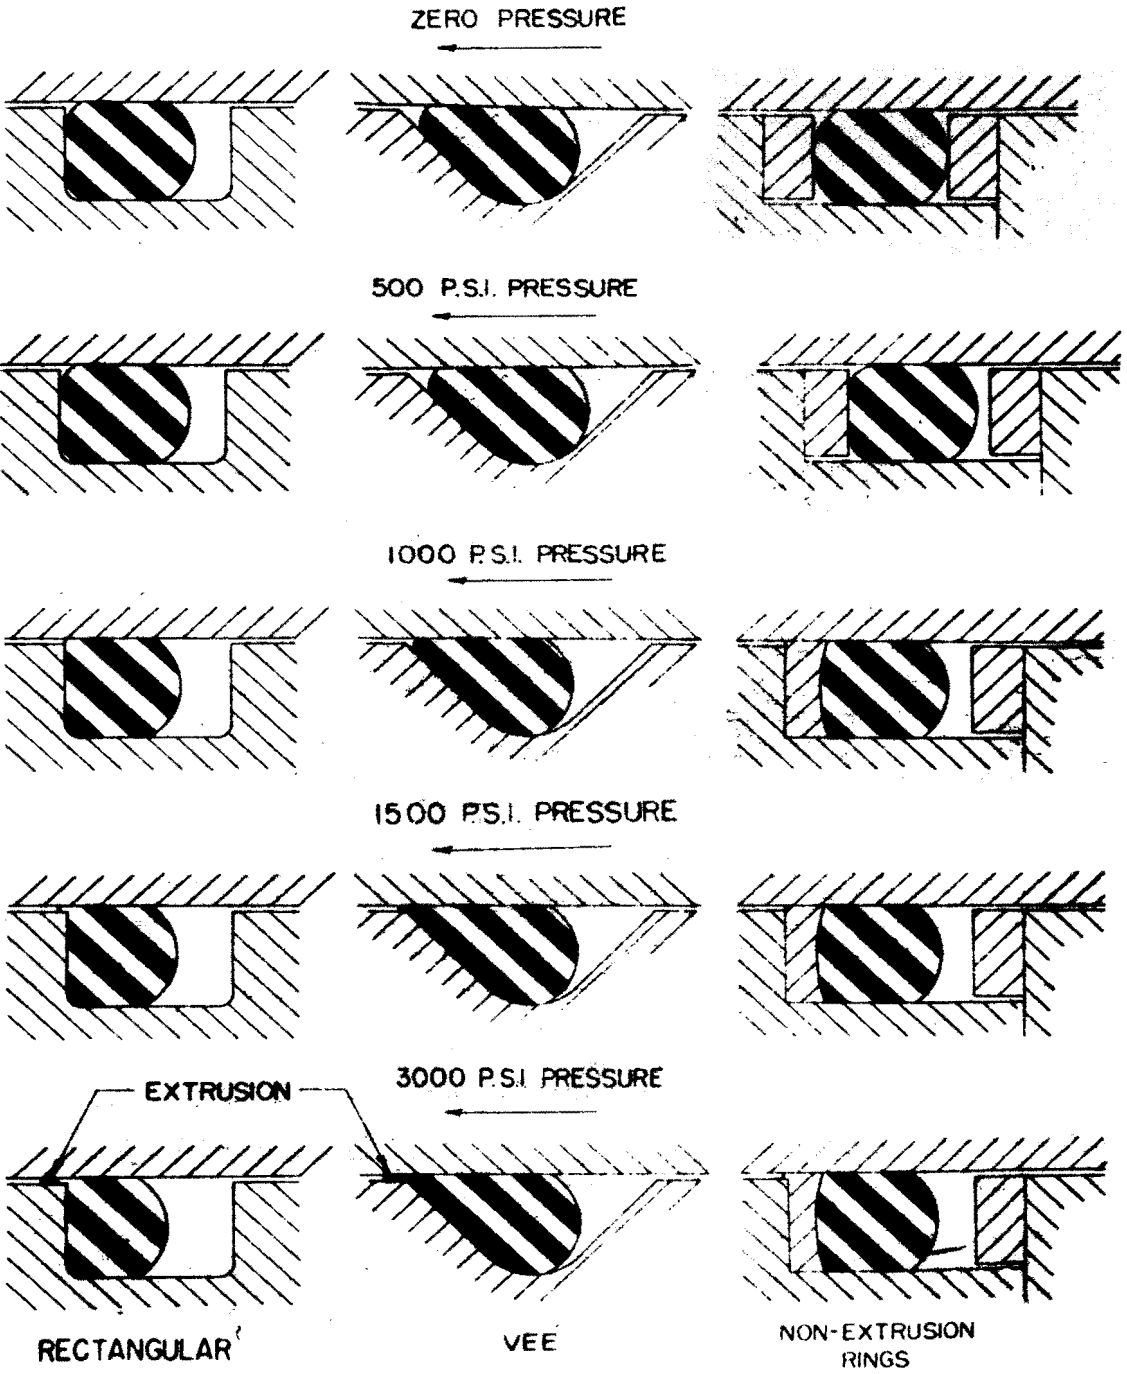 ZERO PRESSURE
500 P.S.I. PRESSURE
1000 P.S.I. PRESSURE
1500 P.S.I. PRESSURE
3000 P.S.I. PRESSURE
EXTRUSION
RECTANGULAR
VEE
NON-EXTRUSION
RINGS